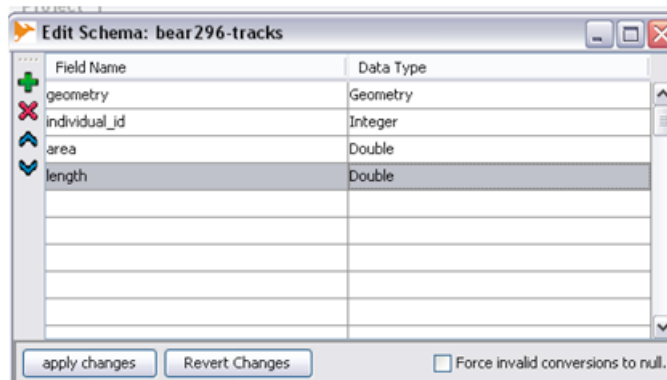 Edit Schema: bear296-tracks
Field Name Data Type
geometry Geometry
individual_id Integer
area Double
length Double
apply changes Revert Changes Force invalid conversions to null.